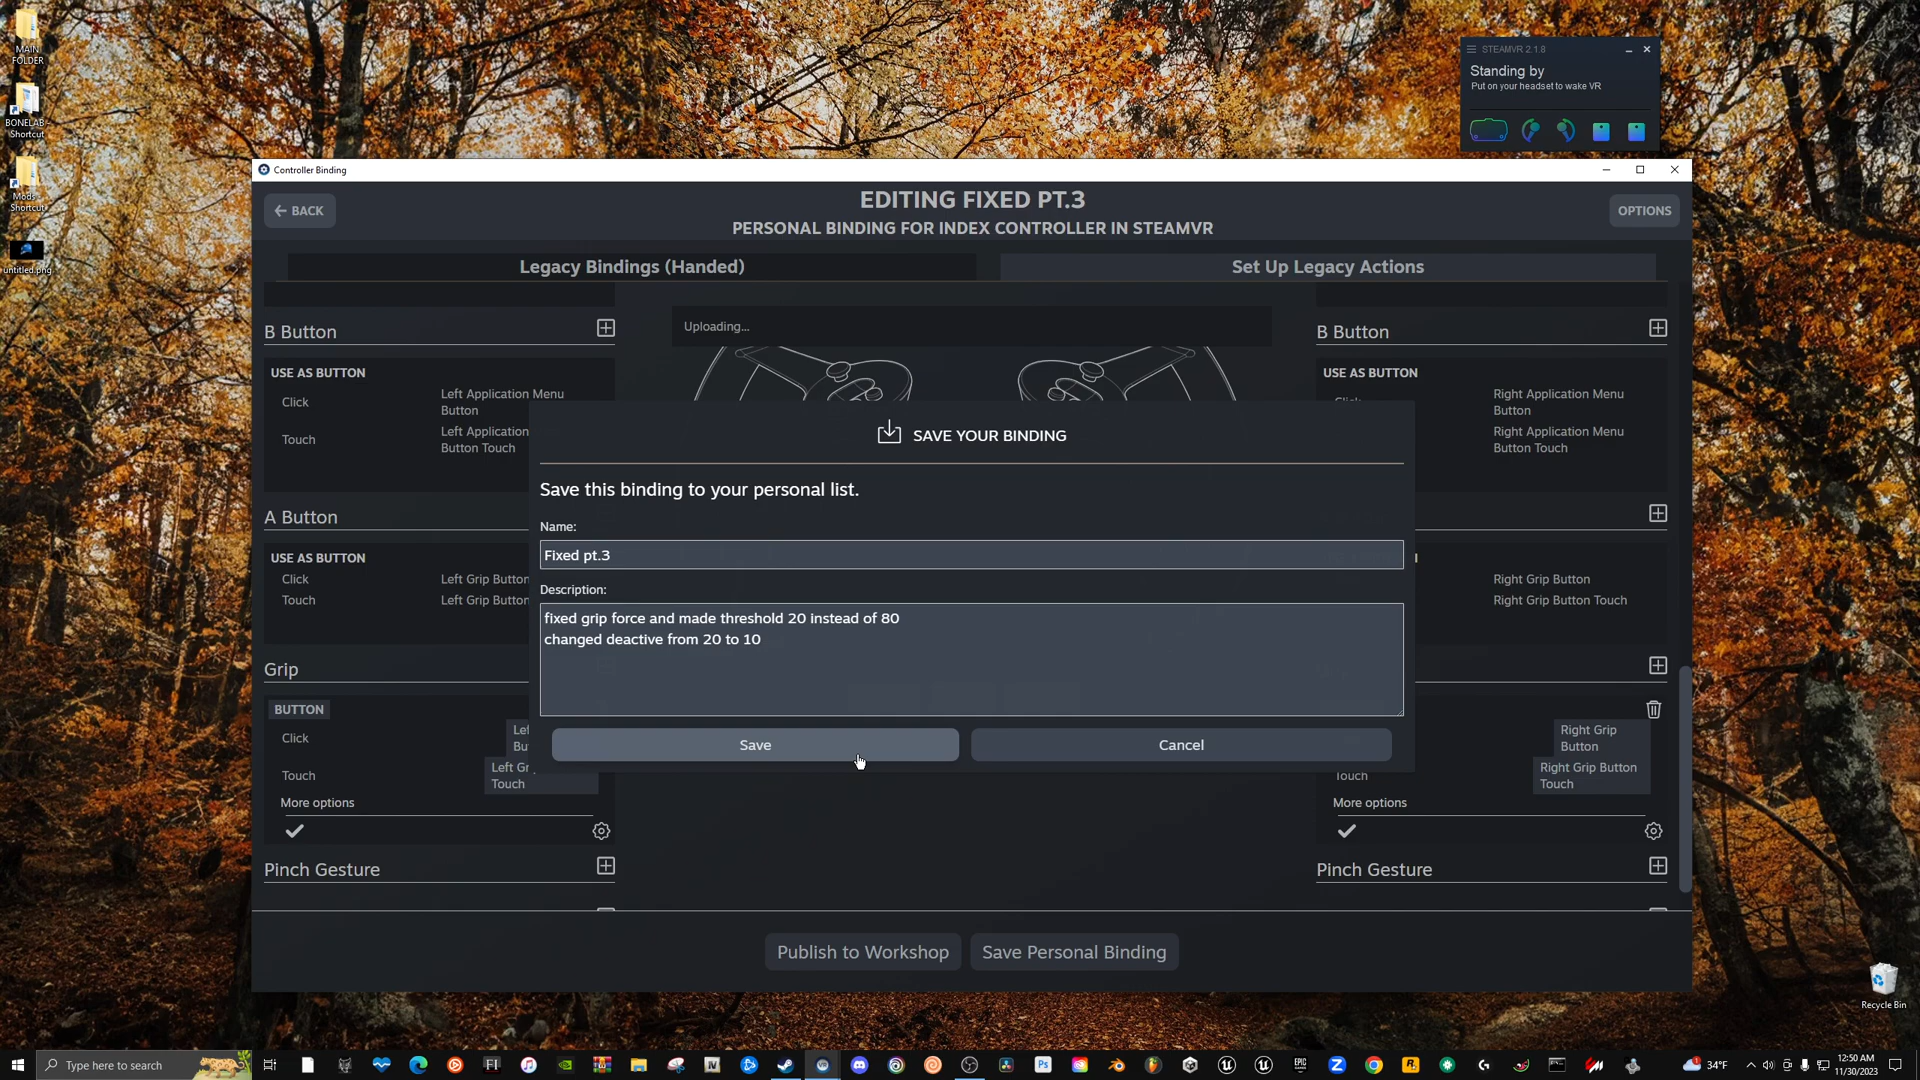 MAIN
FOLDER
BONELAB -
Shortcut
Mods -
Shortcut
untitled.png
STEAMVR 2.1.8
Standing by
Put on your headset to wake VR
Controller Binding
BACK
EDITING FIXED PT.3
PERSONAL BINDING FOR INDEX CONTROLLER IN STEAMVR
OPTIONS
Legacy Bindings (Handed)
Set Up Legacy Actions
Uploading...
B Button
USE AS BUTTON
Click
Left Application Menu
Button
Touch
Left Application
Button Touch
A Button
USE AS BUTTON
Click
Left Grip Button
Touch
Left Grip Button
Grip
BUTTON
Click
Touch
Touch
More options
Pinch Gesture
SAVE YOUR BINDING
Save this binding to your personal list.
Name:
Fixed pt.3
Description:
fixed grip force and made threshold 20 instead of 80
changed deactive from 20 to 10
Save
Cancel
B Button
USE AS BUTTON
Right Application Menu
Button
Right Application Menu
Button Touch
Right Grip Button
Right Grip Button Touch
Right Grip
Button
Touch
Right Grip Button
Touch
More options
Pinch Gesture
Publish to Workshop
Save Personal Binding
Recycle Bin
Type here to search
34°F
12:50 AM
11/30/2023